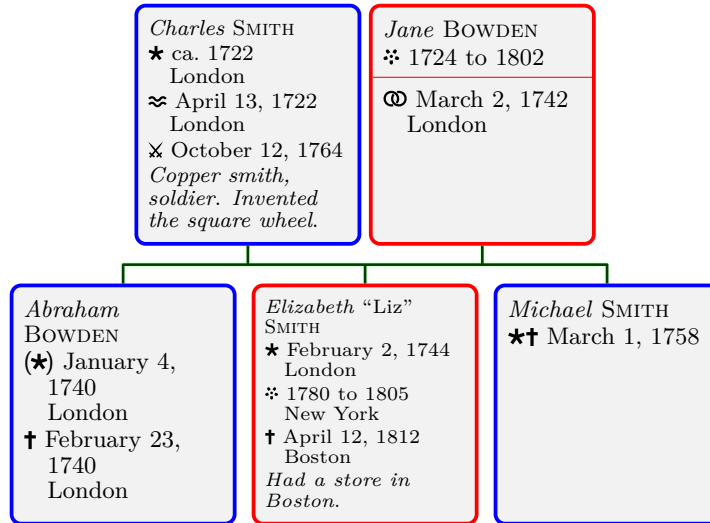 Charles SMITH
★ ca. 1722
London
≈ April 13, 1722
London
⚔ October 12, 1764
Copper smith,
soldier. Invented
the square wheel.
Jane BOWDEN
⁙ 1724 to 1802
⚭ March 2, 1742
London
Abraham
BOWDEN
(★) January 4,
1740
London
† February 23,
1740
London
Elizabeth “Liz”
SMITH
★ February 2, 1744
London
⁙ 1780 to 1805
New York
† April 12, 1812
Boston
Had a store in
Boston.
Michael SMITH
★† March 1, 1758